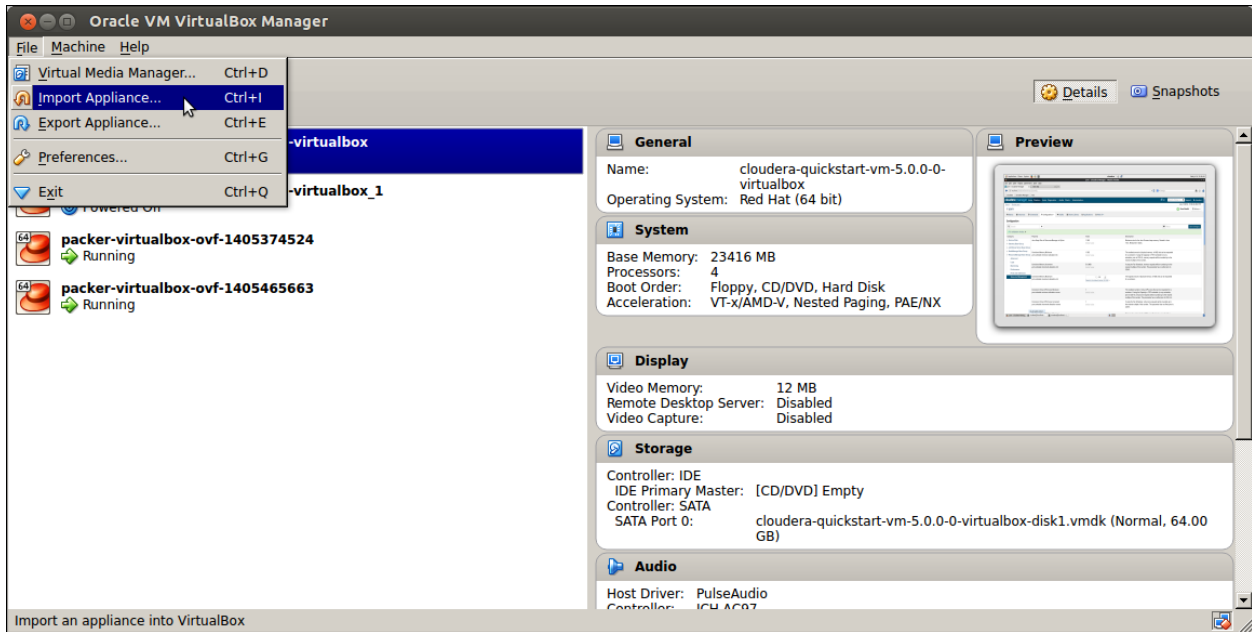 Oracle VM VirtualBox Manager
File Machine Help
Virtual Media Manager... Ctrl+D
Import Appliance... Ctrl+I
Export Appliance... Ctrl+E
Preferences... Ctrl+G
Exit Ctrl+Q
Details Snapshots
-virtualbox
-virtualbox_1
Powered Off
64
packer-virtualbox-ovf-1405374524
Running
64
packer-virtualbox-ovf-1405465663
Running
General
Name: cloudera-quickstart-vm-5.0.0-0-
virtualbox
Operating System: Red Hat (64 bit)
System
Base Memory: 23416 MB
Processors: 4
Boot Order: Floppy, CD/DVD, Hard Disk
Acceleration: VT-x/AMD-V, Nested Paging, PAE/NX
Preview
Display
Video Memory: 12 MB
Remote Desktop Server: Disabled
Video Capture: Disabled
Storage
Controller: IDE
IDE Primary Master: [CD/DVD] Empty
Controller: SATA
SATA Port 0: cloudera-quickstart-vm-5.0.0-0-virtualbox-disk1.vmdk (Normal, 64.00
GB)
Audio
Host Driver: PulseAudio
Controller: ICH AC97
Import an appliance into VirtualBox